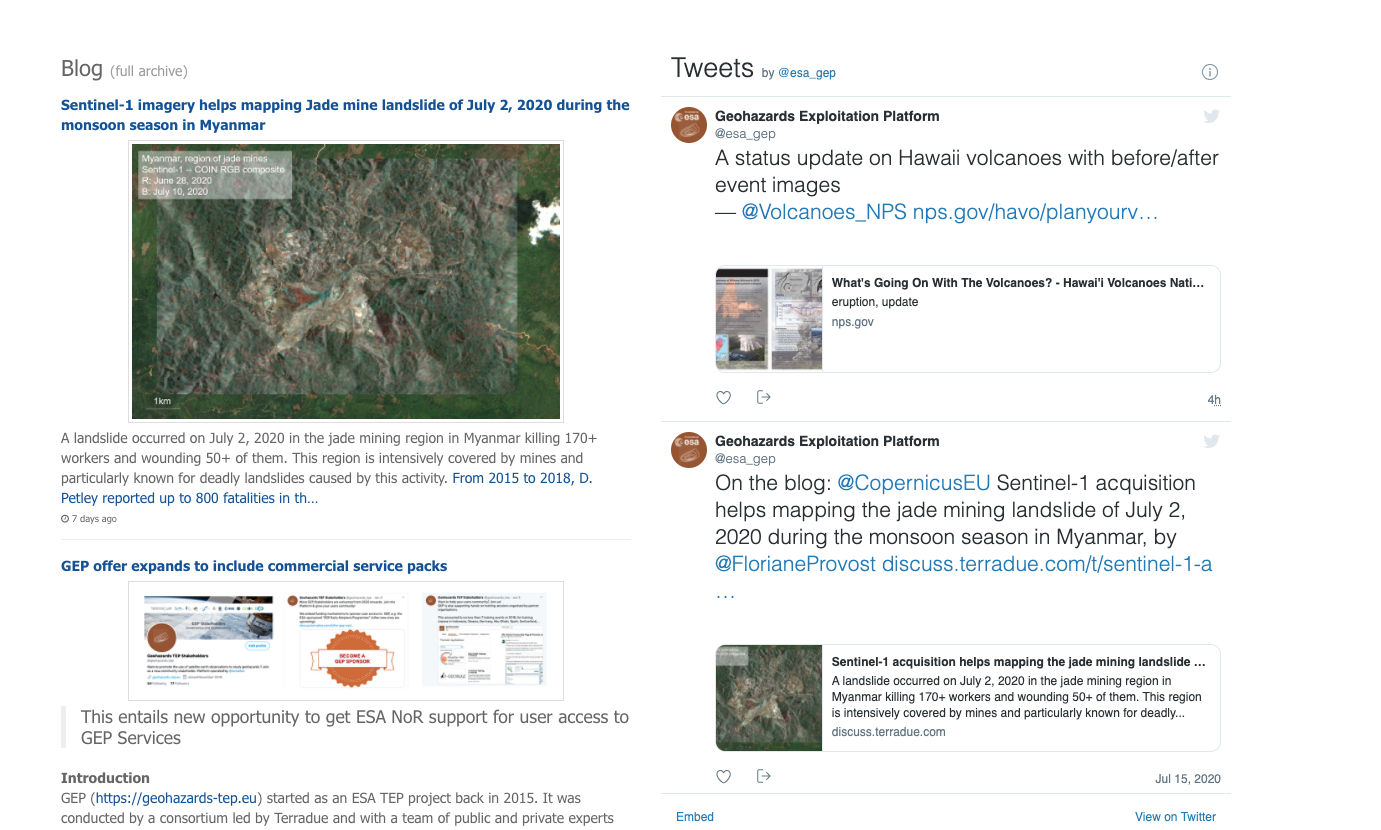 Blog (full archive)
Sentinel-1 imagery helps mapping Jade mine landslide of July 2, 2020 during the
monsoon season in Myanmar
Myanmar, region of jade mines
Sentinel-1 – COIN RGB composite
R: June 28, 2020
B: July 10, 2020
1km
A landslide occurred on July 2, 2020 in the jade mining region in Myanmar killing 170+
workers and wounding 50+ of them. This region is intensively covered by mines and
particularly known for deadly landslides caused by this activity. From 2015 to 2018, D.
Petley reported up to 800 fatalities in th...
7 days ago
GEP offer expands to include commercial service packs
GEP Stakeholders
Edit profile
Geohazards TEP Stakeholders
BECOME A
GEP SPONSOR
This entails new opportunity to get ESA NoR support for user access to
GEP Services
Introduction
GEP (https://geohazards-tep.eu) started as an ESA TEP project back in 2015. It was
conducted by a consortium led by Terradue and with a team of public and private experts
Tweets by @esa_gep
esa
Geohazards Exploitation Platform
@esa_gep
A status update on Hawaii volcanoes with before/after
event images
— @Volcanoes_NPS nps.gov/havo/planyourv…
What's Going On With The Volcanoes? - Hawai'i Volcanoes Nati...
eruption, update
nps.gov
4h
esa
Geohazards Exploitation Platform
@esa_gep
On the blog: @CopernicusEU Sentinel-1 acquisition
helps mapping the jade mining landslide of July 2,
2020 during the monsoon season in Myanmar, by
@FlorianeProvost discuss.terradue.com/t/sentinel-1-a
…
Sentinel-1 acquisition helps mapping the jade mining landslide ...
A landslide occurred on July 2, 2020 in the jade mining region in
Myanmar killing 170+ workers and wounding 50+ of them. This region
is intensively covered by mines and particularly known for deadly...
discuss.terradue.com
Jul 15, 2020
Embed
View on Twitter